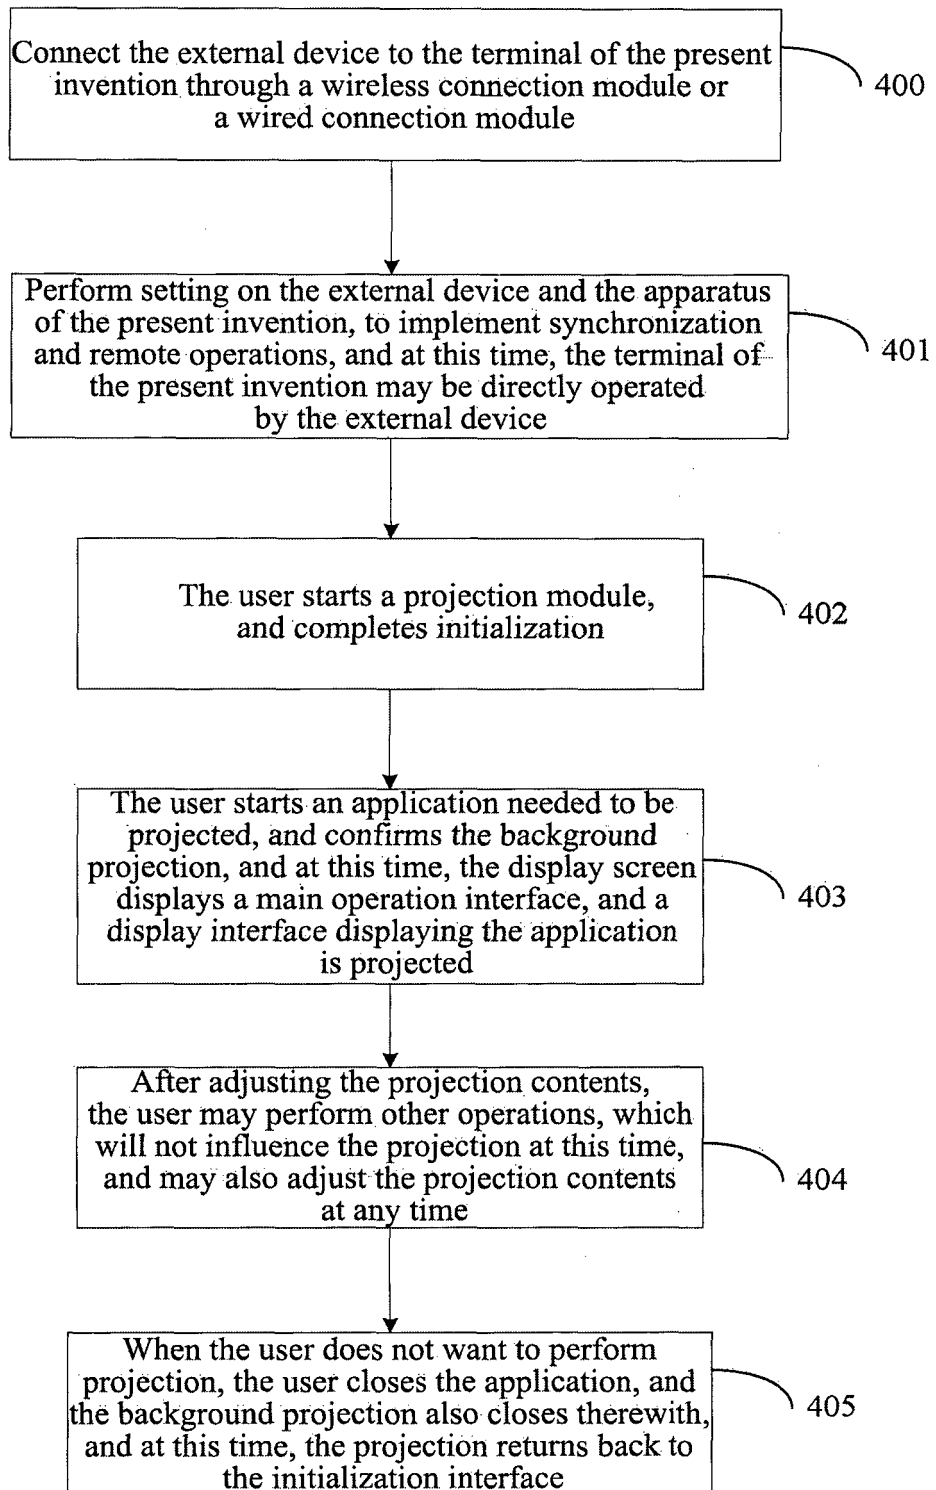 Connect the external device to the terminal of the present
invention through a wireless connection module or
a wired connection module
400
Perform setting on the external device and the apparatus
of the present invention, to implement synchronization
and remote operations, and at this time, the terminal of
the present invention may be directly operated
by the external device
401
The user starts a projection module,
and completes initialization
402
The user starts an application needed to be
projected, and confirms the background
projection, and at this time, the display screen
displays a main operation interface, and a
display interface displaying the application
is projected
403
After adjusting the projection contents,
the user may perform other operations, which
will not influence the projection at this time,
and may also adjust the projection contents
at any time
404
When the user does not want to perform
projection, the user closes the application, and
the background projection also closes therewith,
and at this time, the projection returns back to
the initialization interface
405